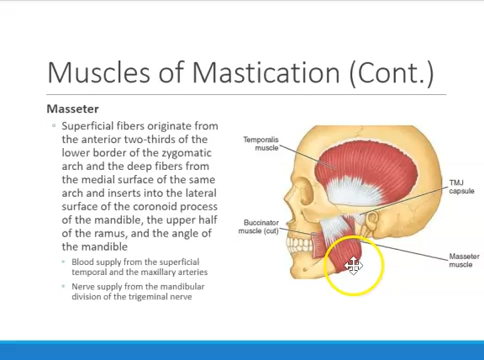 Muscles of Mastication (Cont.)
Masseter
Superficial fibers originate from
the anterior two-thirds of the
lower border of the zygomatic
arch and the deep fibers from
the medial surface of the same
arch and inserts into the lateral
surface of the coronoid process
of the mandible, the upper half
of the ramus, and the angle of
the mandible
Blood supply from the superficial
temporal and the maxillary arteries
Nerve supply from the mandibular
division of the trigeminal nerve
Temporalis
muscle
TMJ
capsule
Buccinator
muscle (cut)
Masseter
muscle